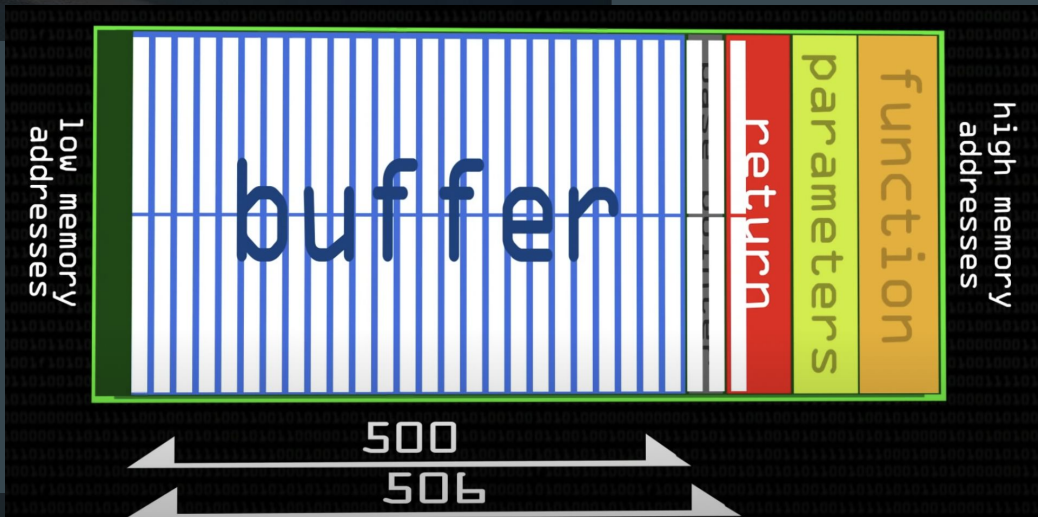 low memory
addresses
buffer
return
parameters
function
high memory
addresses
500
506